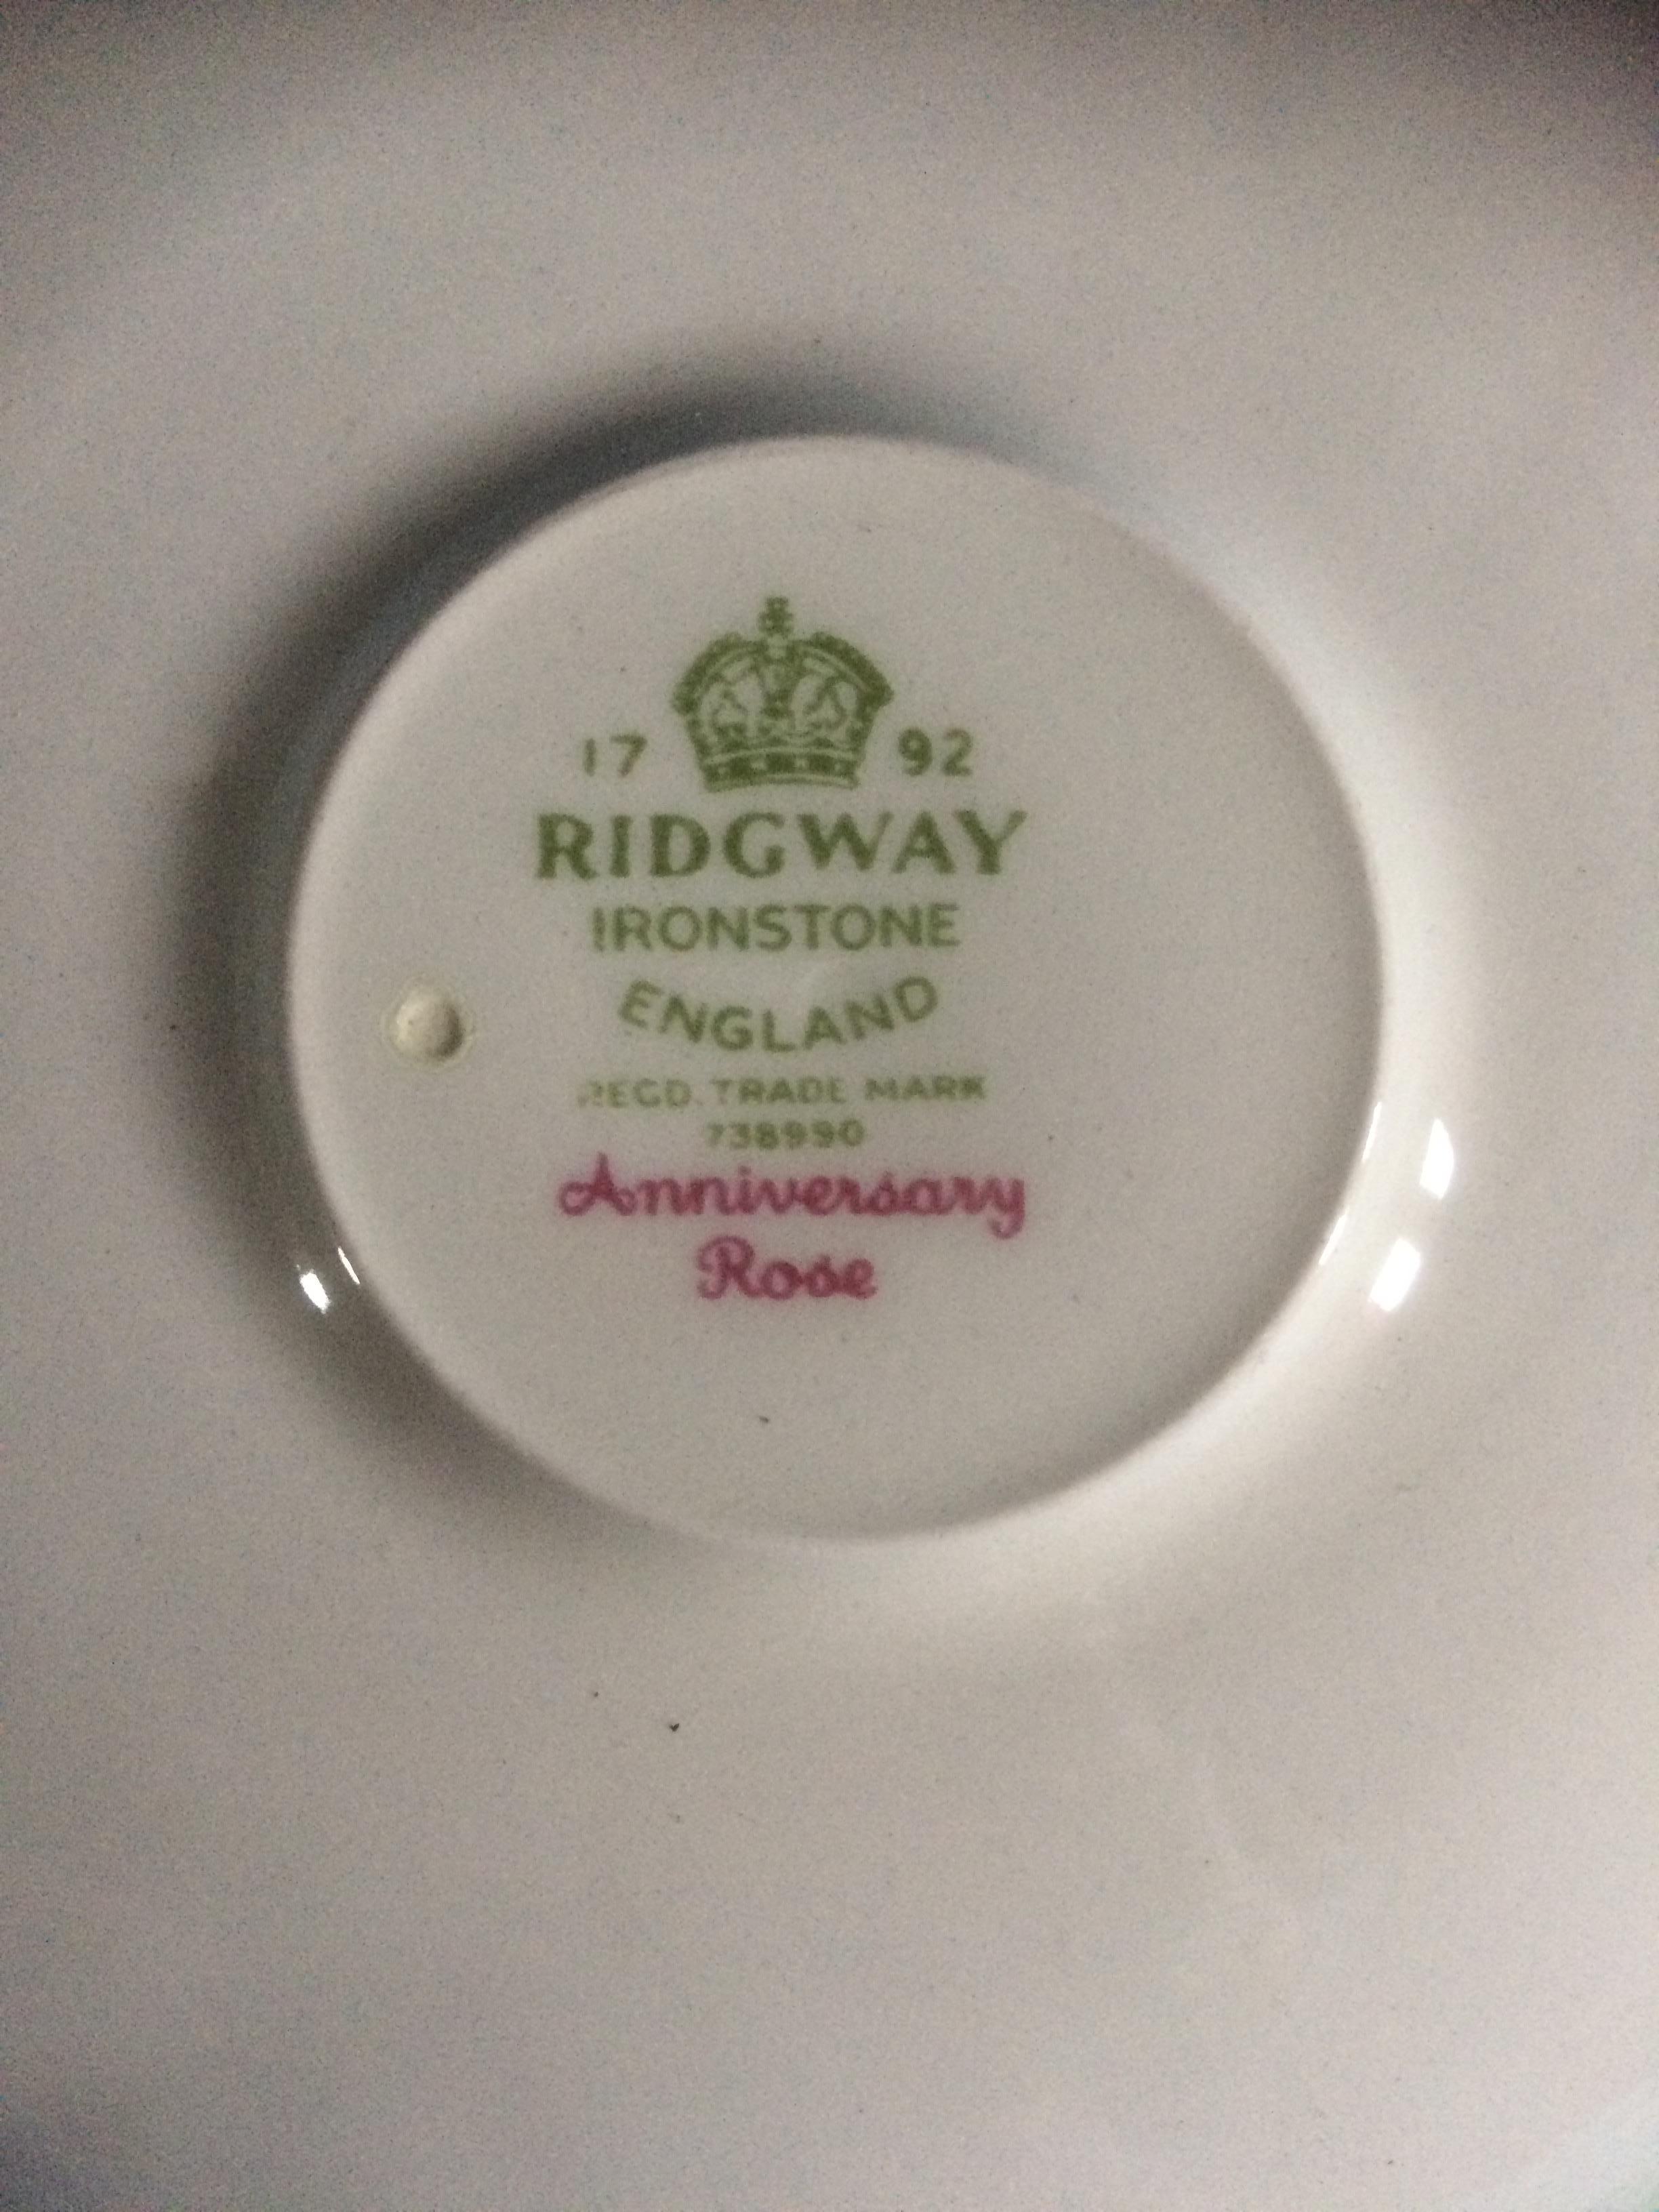 17 92
RIDGWAY
IRONSTONE
ENGLAND
REGD. TRADE MARK
738990
Anniversary
Rose